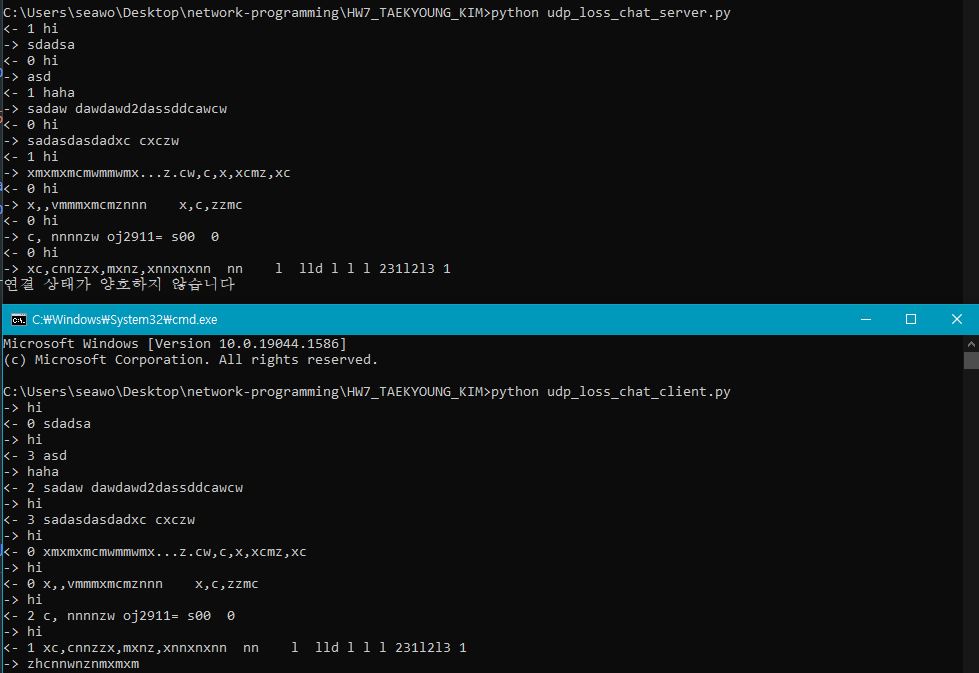 C:\Users\seawo\Desktop\network-programming\HW7_TAEKYOUNG_KIM>python udp_loss_chat_server.py
<- 1 hi
-> sdadsa
<- 0 hi
-> asd
<- 1 haha
-> sadaw dawdawd2dassddcawcw
<- 0 hi
-> sadasdasdadxc cxczw
<- 1 hi
-> xmxmxmcmwmmwmx...z.cw,c,x,xcmz,xc
<- 0 hi
-> x,,vmmmxmcmznnn    x,c,zzmc
<- 0 hi
-> c, nnnnzw oj2911= s00  0
<- 0 hi
-> xc,cnnzzx,mxnz,xnnxnxnn  nn    l  lld l l l 231l2l3 1
연결 상태가 양호하지 않습니다
C:\₩Windows₩System32₩cmd.exe
Microsoft Windows [Version 10.0.19044.1586]
(c) Microsoft Corporation. All rights reserved.
C:\Users\seawo\Desktop\network-programming\HW7_TAEKYOUNG_KIM>python udp_loss_chat_client.py
-> hi
<- 0 sdadsa
-> hi
<- 3 asd
-> haha
<- 2 sadaw dawdawd2dassddcawcw
-> hi
<- 3 sadasdasdadxc cxczw
-> hi
<- 0 xmxmxmcmwmmwmx...z.cw,c,x,xcmz,xc
-> hi
<- 0 x,,vmmmxmcmznnn    x,c,zzmc
-> hi
<- 2 c, nnnnzw oj2911= s00  0
-> hi
<- 1 xc,cnnzzx,mxnz,xnnxnxnn  nn    l  lld l l l 231l2l3 1
-> zhcnnwnznmxmxm